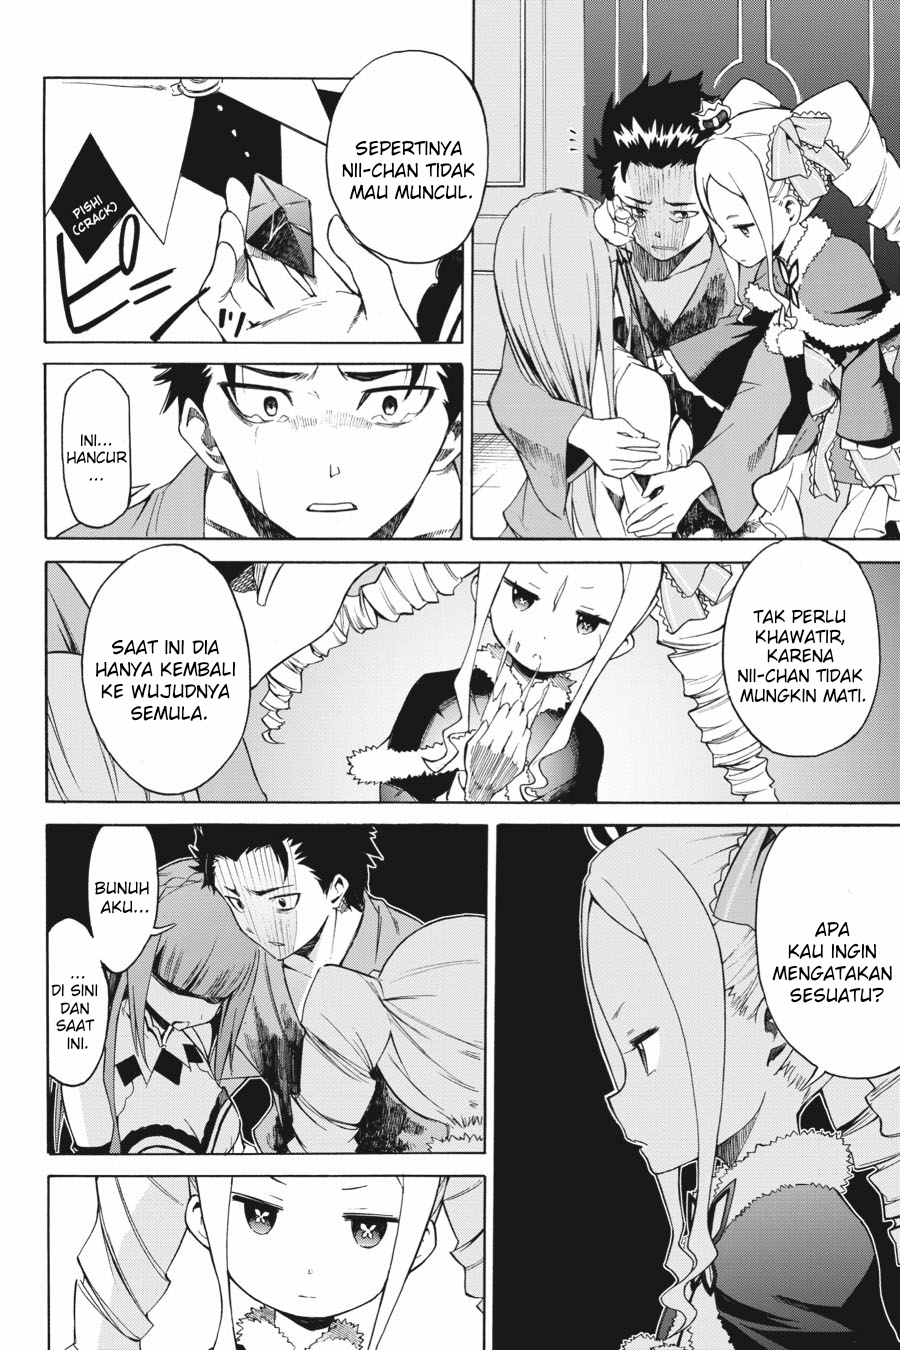 SEPERTINYA
NII-CHAN TIDAK
MAU MUNCUL.
PISHI
(CRACK)
ピシッ
INI...
HANCUR
...
TAK PERLU
KHAWATIR,
KARENA
NII-CHAN TIDAK
MUNGKIN MATI.
SAAT INI DIA
HANYA KEMBALI
KE WUJUDNYA
SEMULA.
APA
KAU INGIN
MENGATAKAN
SESUATU?
BUNUH
AKU...
...
DI SINI
DAN
SAAT
INI.